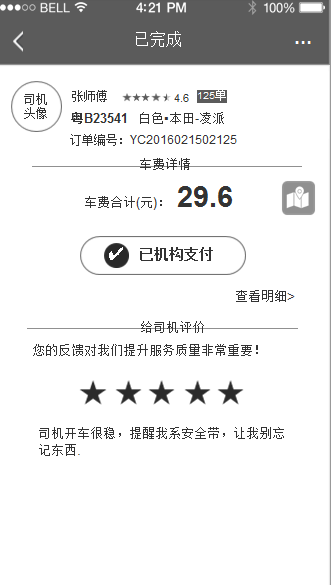 BELL 4:21 PM 100%
已完成
司机
头像
张师傅 ★★★★★ 4.6 125单
粤B23541 白色▪本田-凌派
订单编号：YC2016021502125
车费详情
车费合计(元)： 29.6
已机构支付
查看明细>
给司机评价
您的反馈对我们提升服务质量非常重要！
★★★★★
司机开车很稳，提醒我系安全带，让我别忘
记东西.